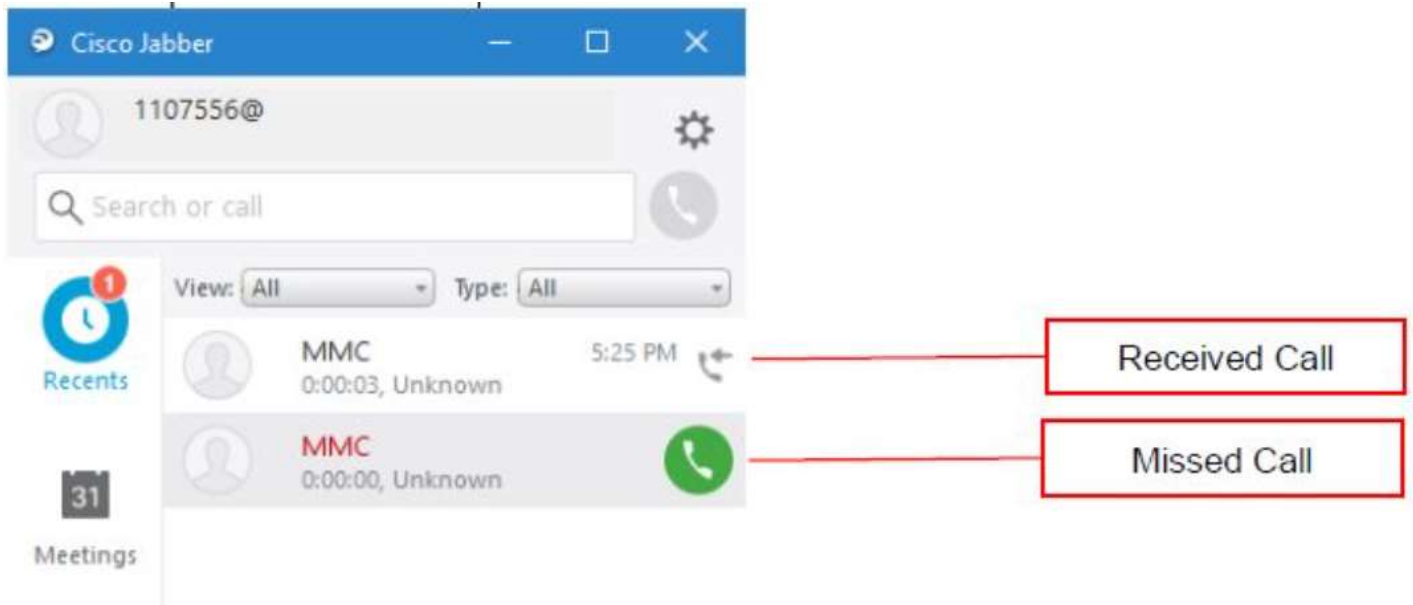 Cisco Jabber
1107556@
Search or call
1
View: All Type: All
Recents
MMC 5:25 PM
0:00:03, Unknown
Received Call
MMC
0:00:00, Unknown
Missed Call
31
Meetings